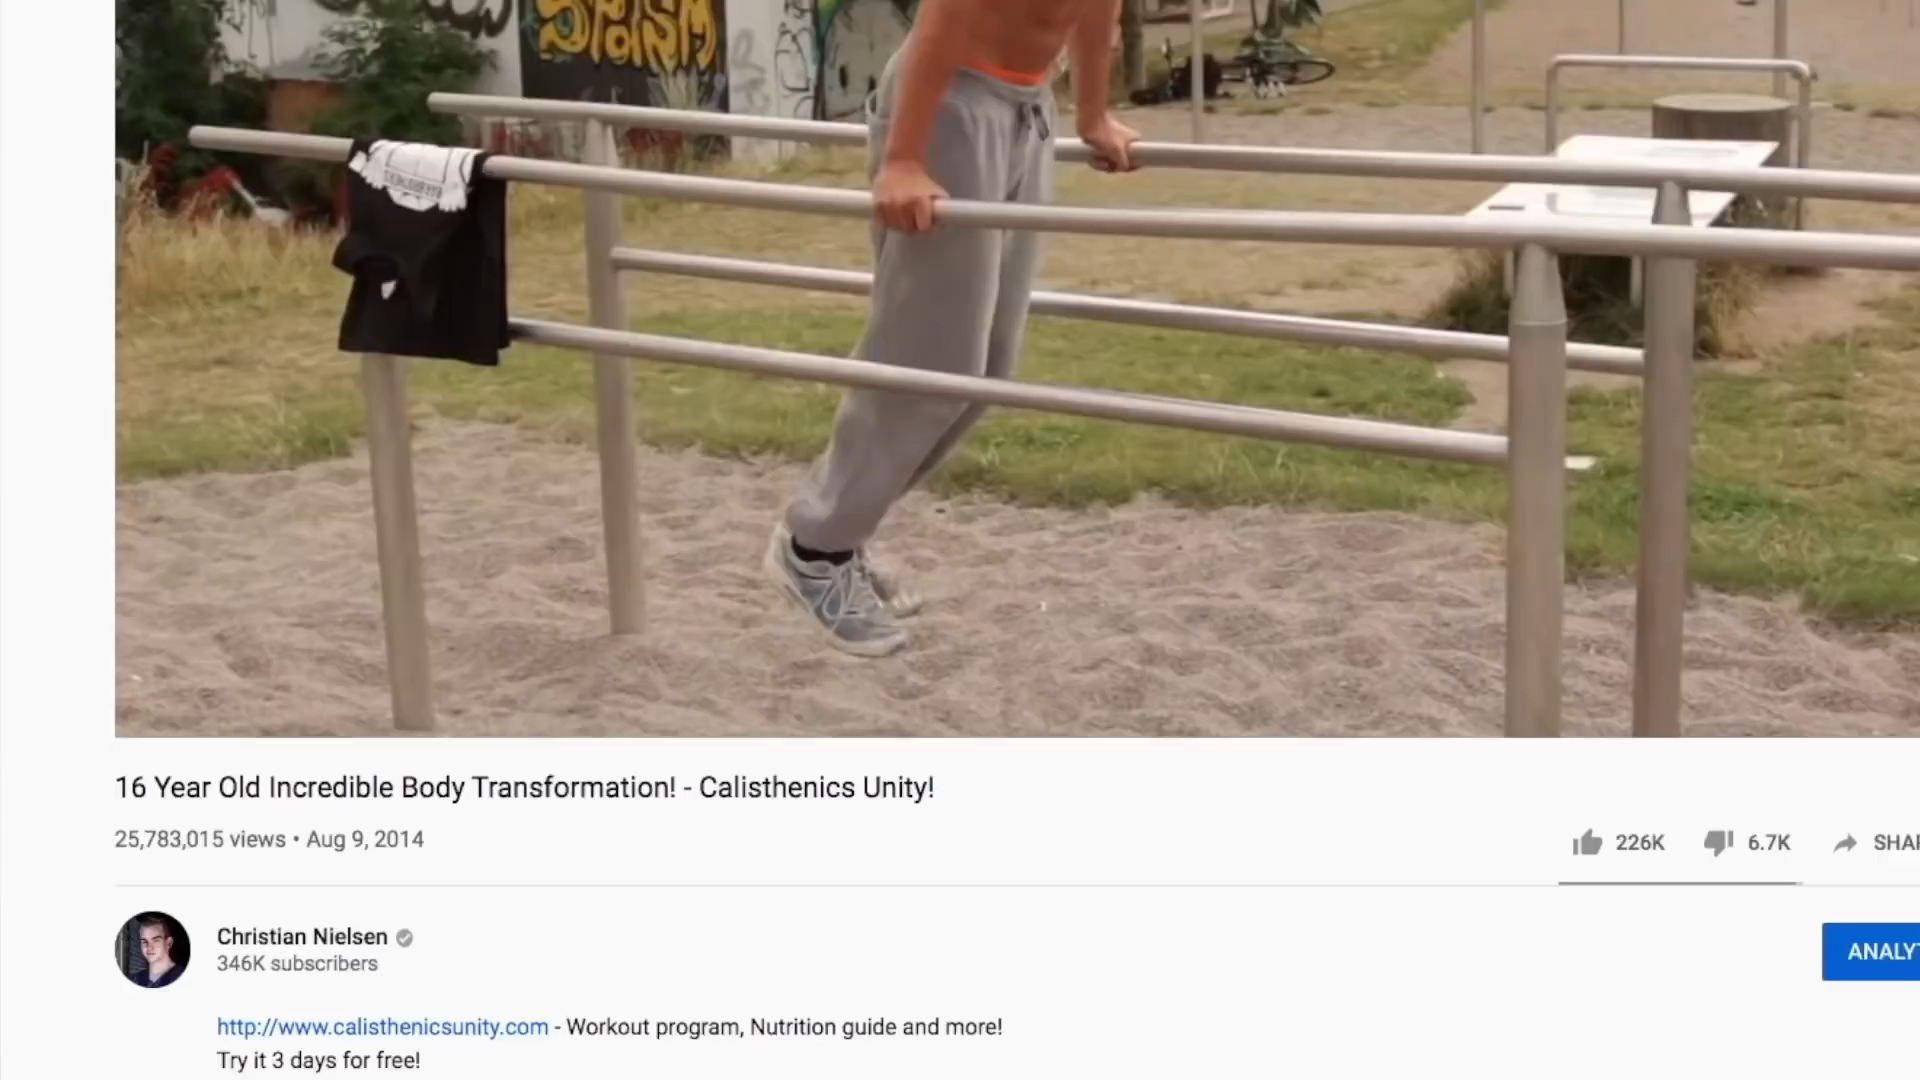 16 Year Old Incredible Body Transformation! - Calisthenics Unity!
25,783,015 views • Aug 9, 2014
226K
6.7K
SHAR
Christian Nielsen
346K subscribers
ANALYT
http://www.calisthenicsunity.com - Workout program, Nutrition guide and more!
Try it 3 days for free!